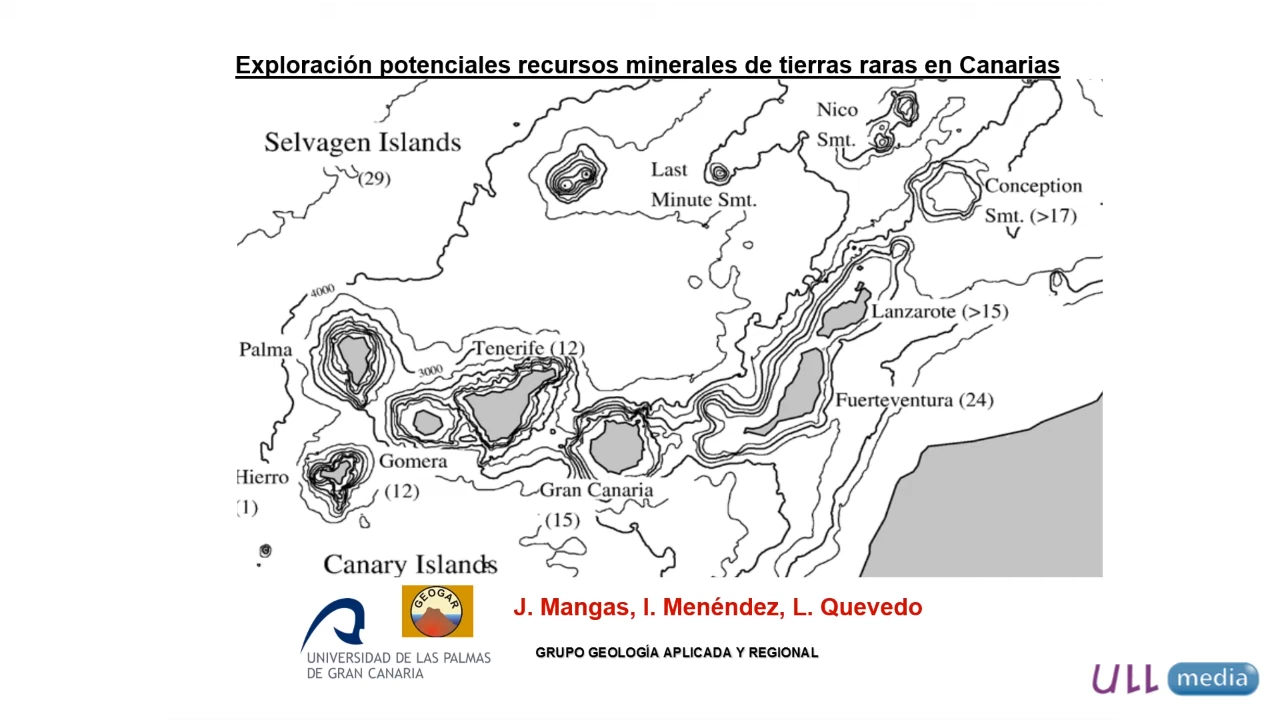 Exploración potenciales recursos minerales de tierras raras en Canarias
Nico
Smt.
Selvagen Islands
(29)
Last
Minute Smt.
Conception
Smt. (>17)
4000
Lanzarote (>15)
Palma
Tenerife (12)
3000
Fuerteventura (24)
Gomera
(12)
Hierro
(1)
Gran Canaria
(15)
Canary Islands
GEOGAR
J. Mangas, I. Menéndez, L. Quevedo
GRUPO GEOLOGÍA APLICADA Y REGIONAL
UNIVERSIDAD DE LAS PALMAS
DE GRAN CANARIA
ULL media